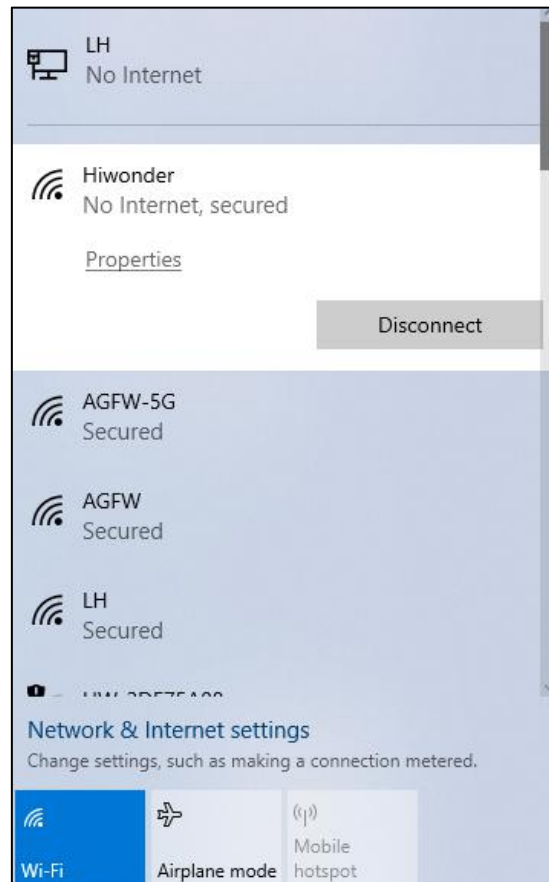 LH
No Internet
Hiwonder
No Internet, secured
Properties
Disconnect
AGFW-5G
Secured
AGFW
Secured
LH
Secured
Network & Internet settings
Change settings, such as making a connection metered.
Wi-Fi
Airplane mode
Mobile
hotspot